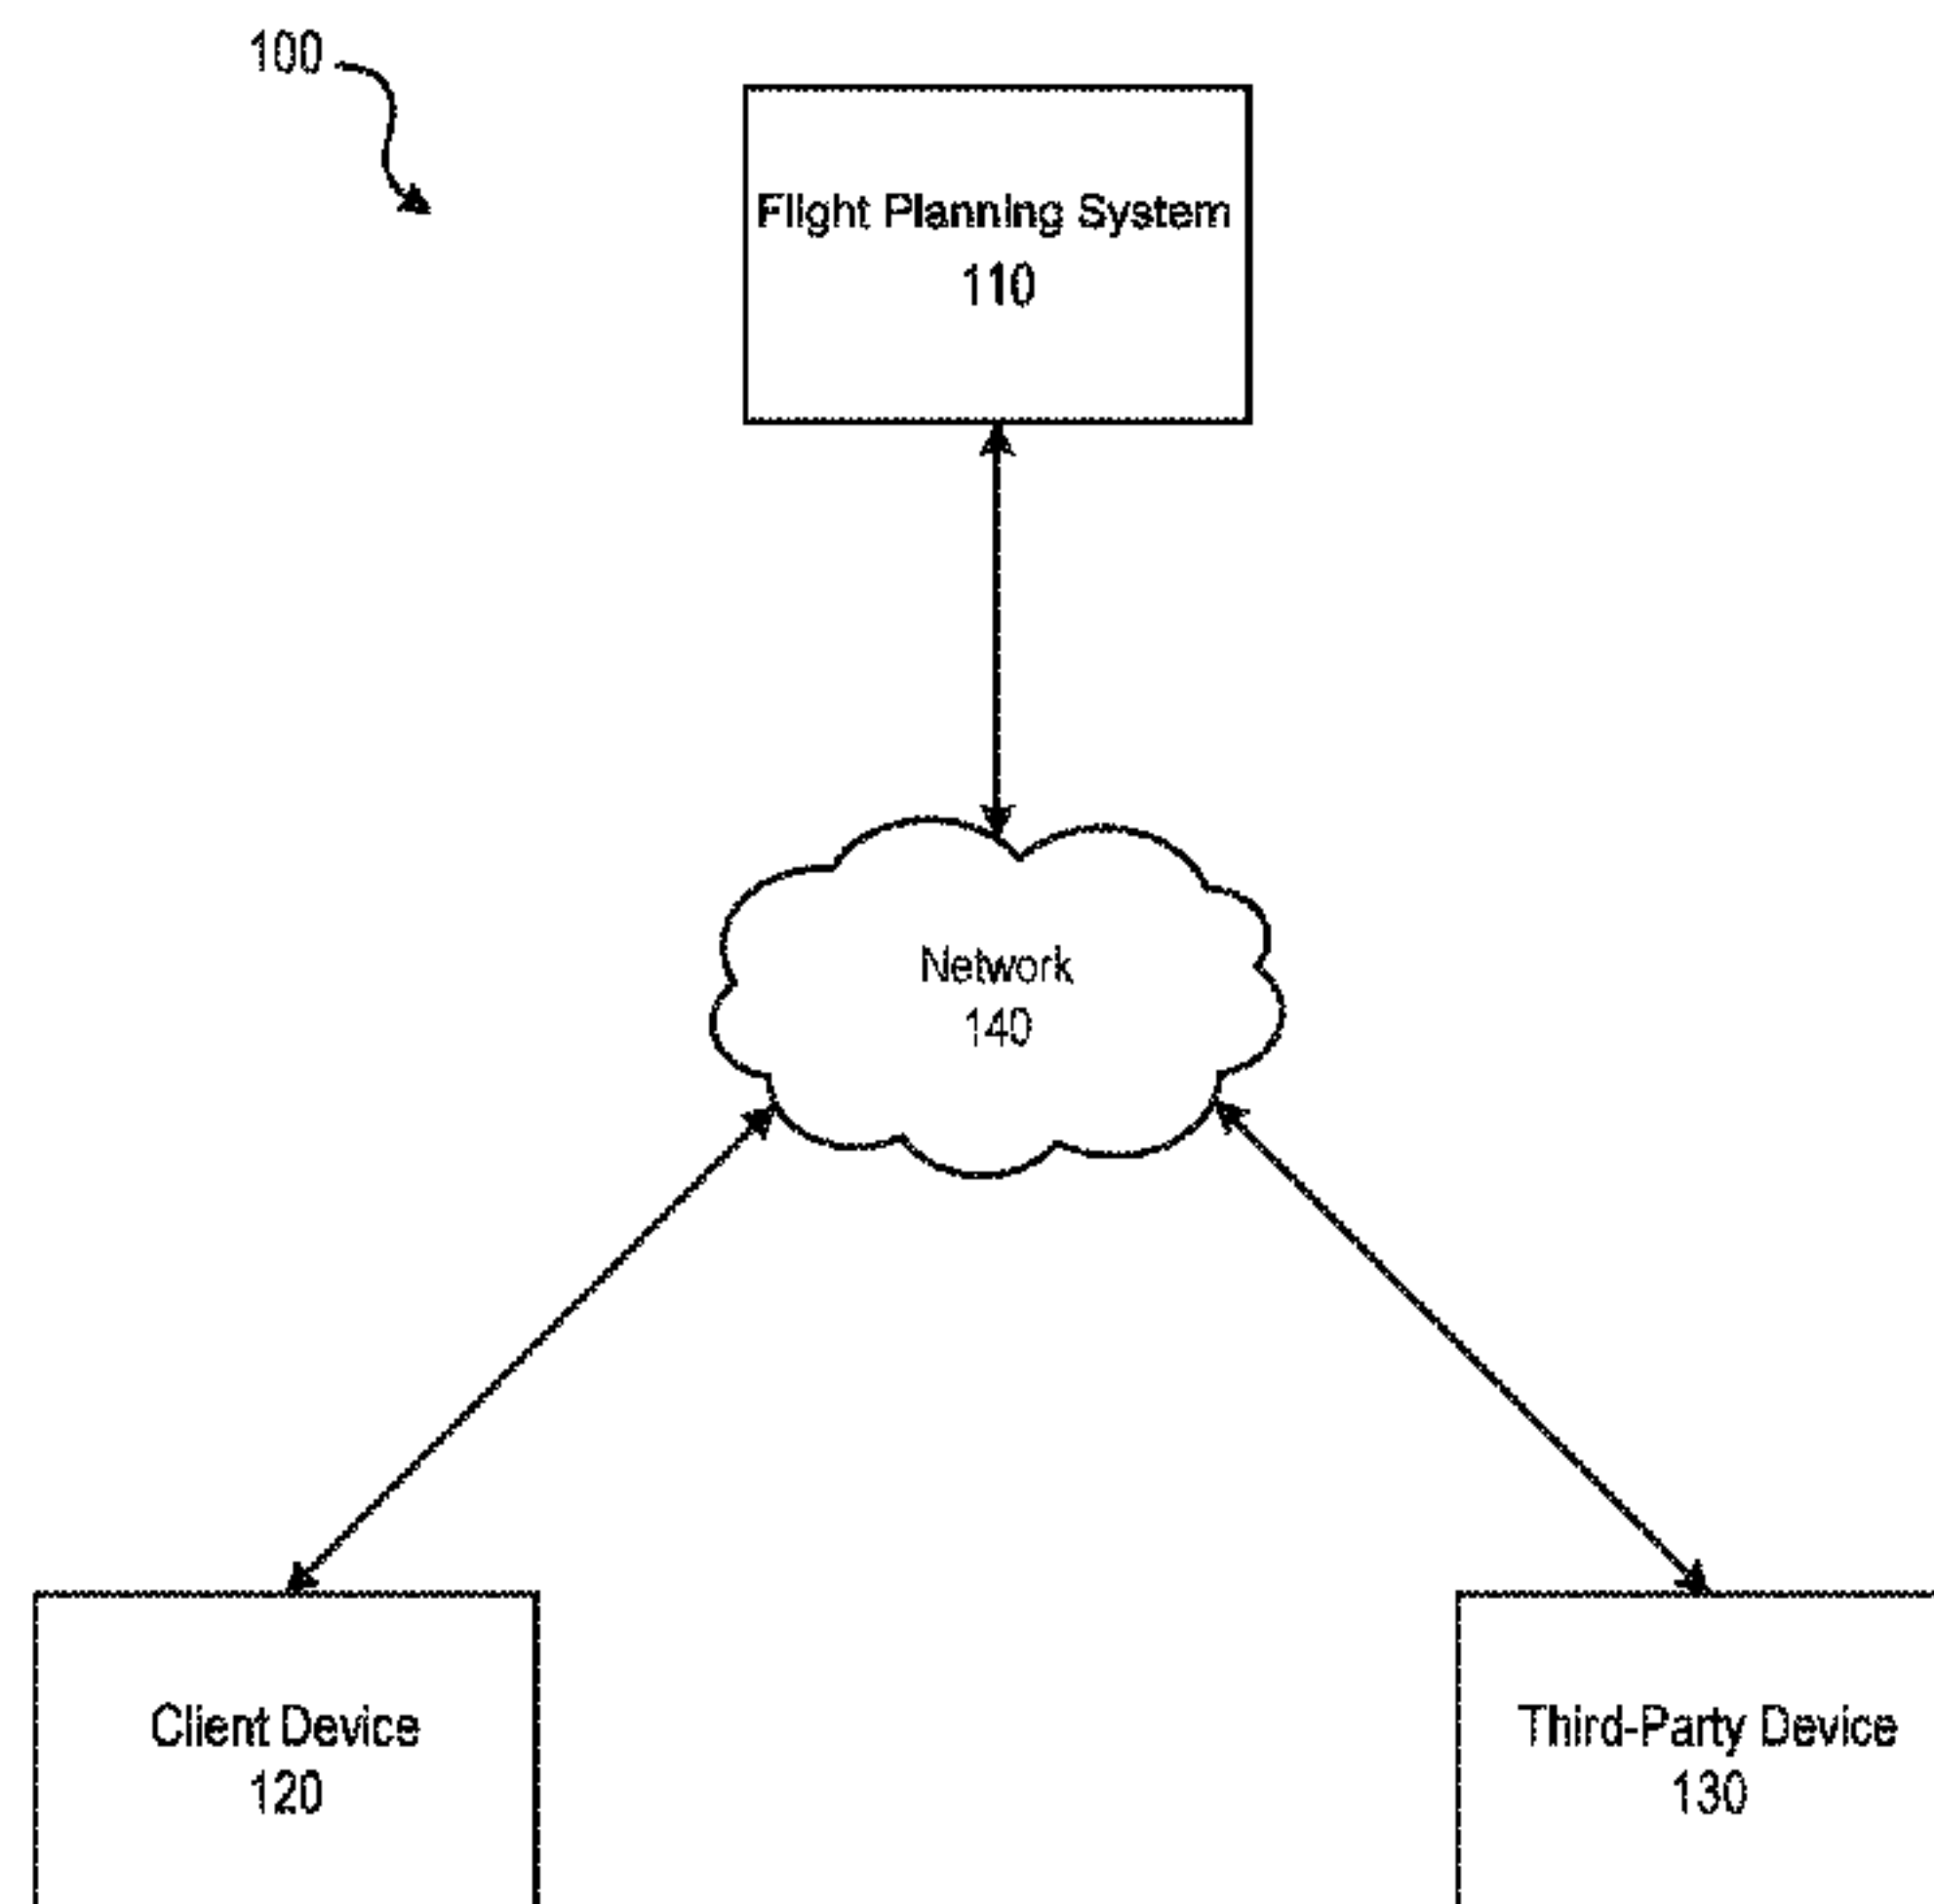 100
Flight Planning System
110
Network
140
Client Device
120
Third-Party Device
130